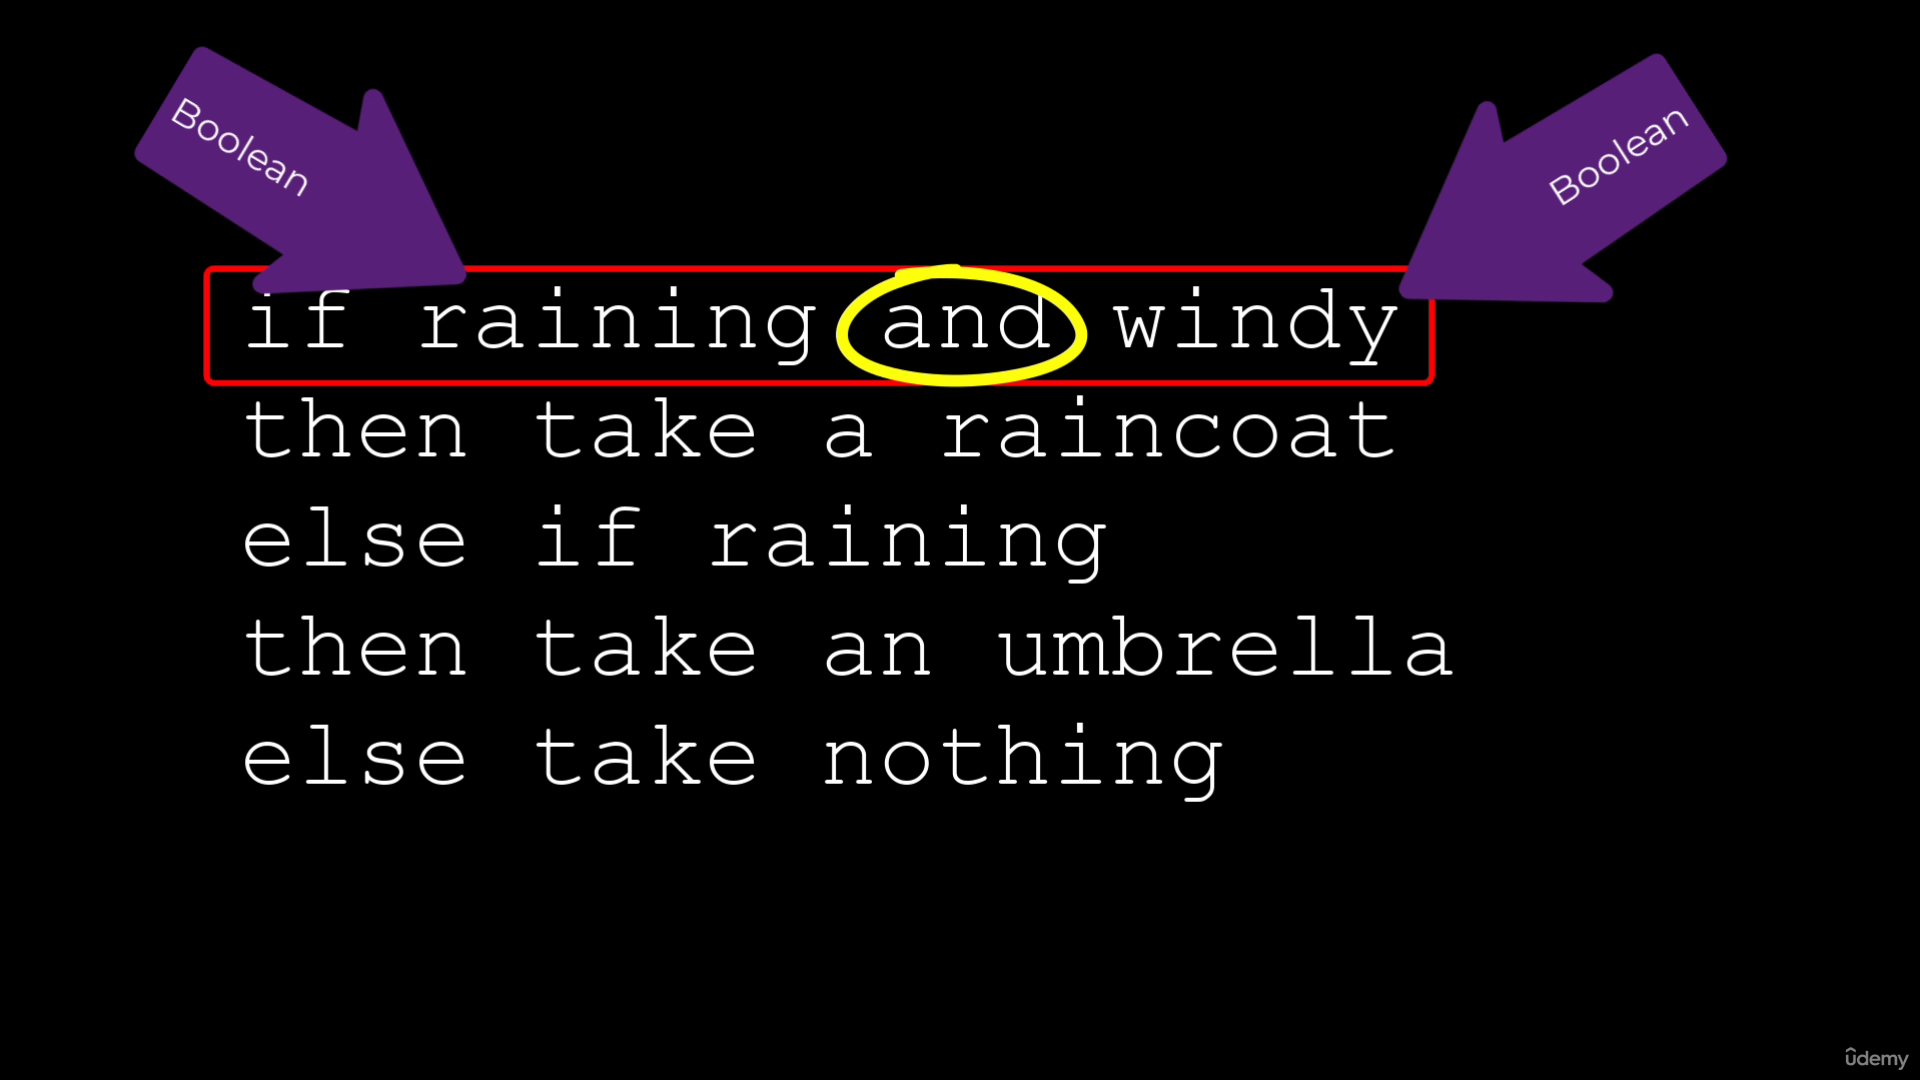 Boolean
Boolean
if raining and windy
then take a raincoat
else if raining
then take an umbrella
else take nothing
ûdemy